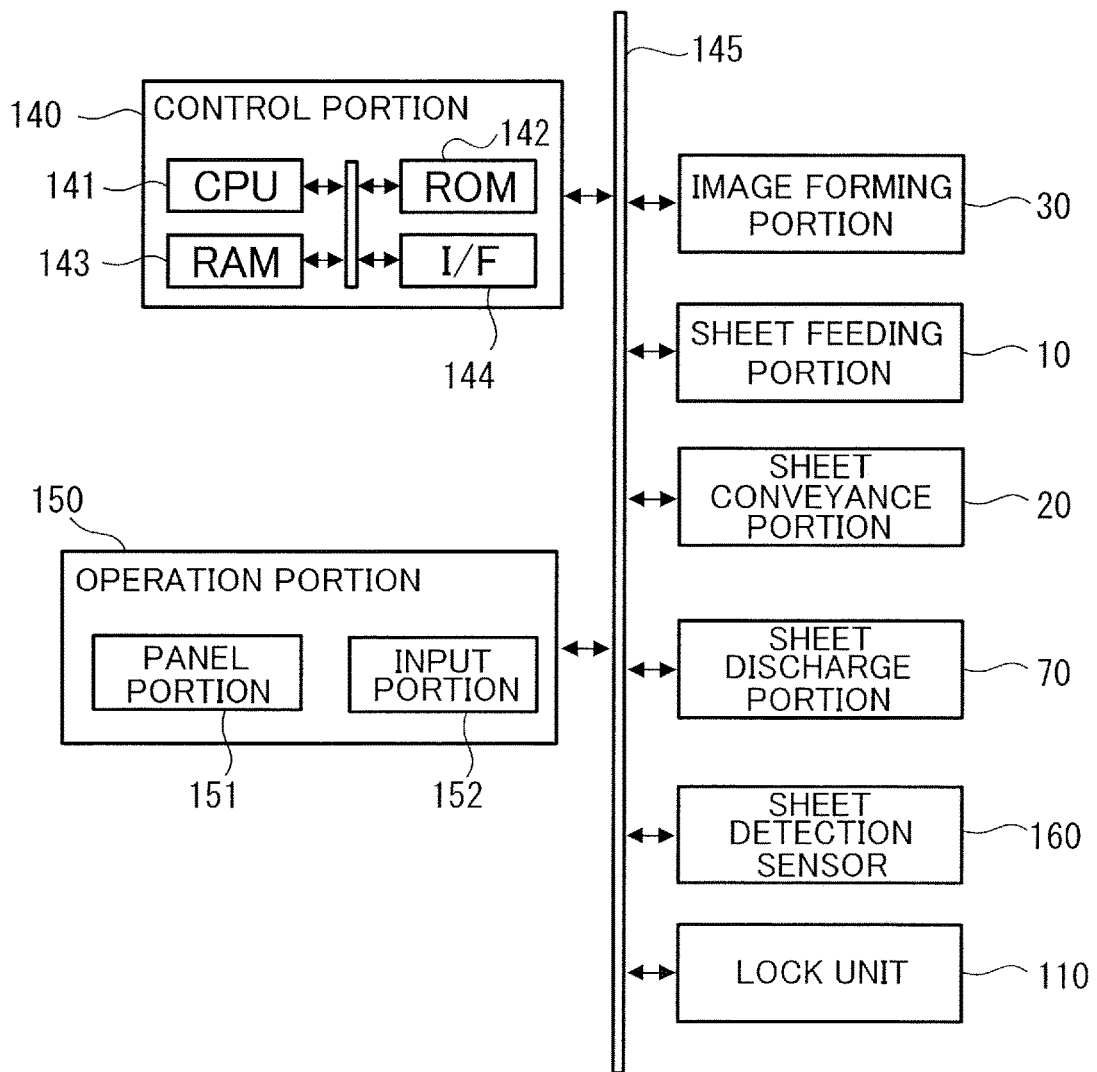 145
140
CONTROL PORTION
142
141
CPU
ROM
143
RAM
I/F
144
IMAGE FORMING
PORTION
30
SHEET FEEDING
PORTION
10
SHEET
CONVEYANCE
PORTION
20
150
OPERATION PORTION
PANEL
PORTION
INPUT
PORTION
151
152
SHEET
DISCHARGE
PORTION
70
SHEET
DETECTION
SENSOR
160
LOCK UNIT
110